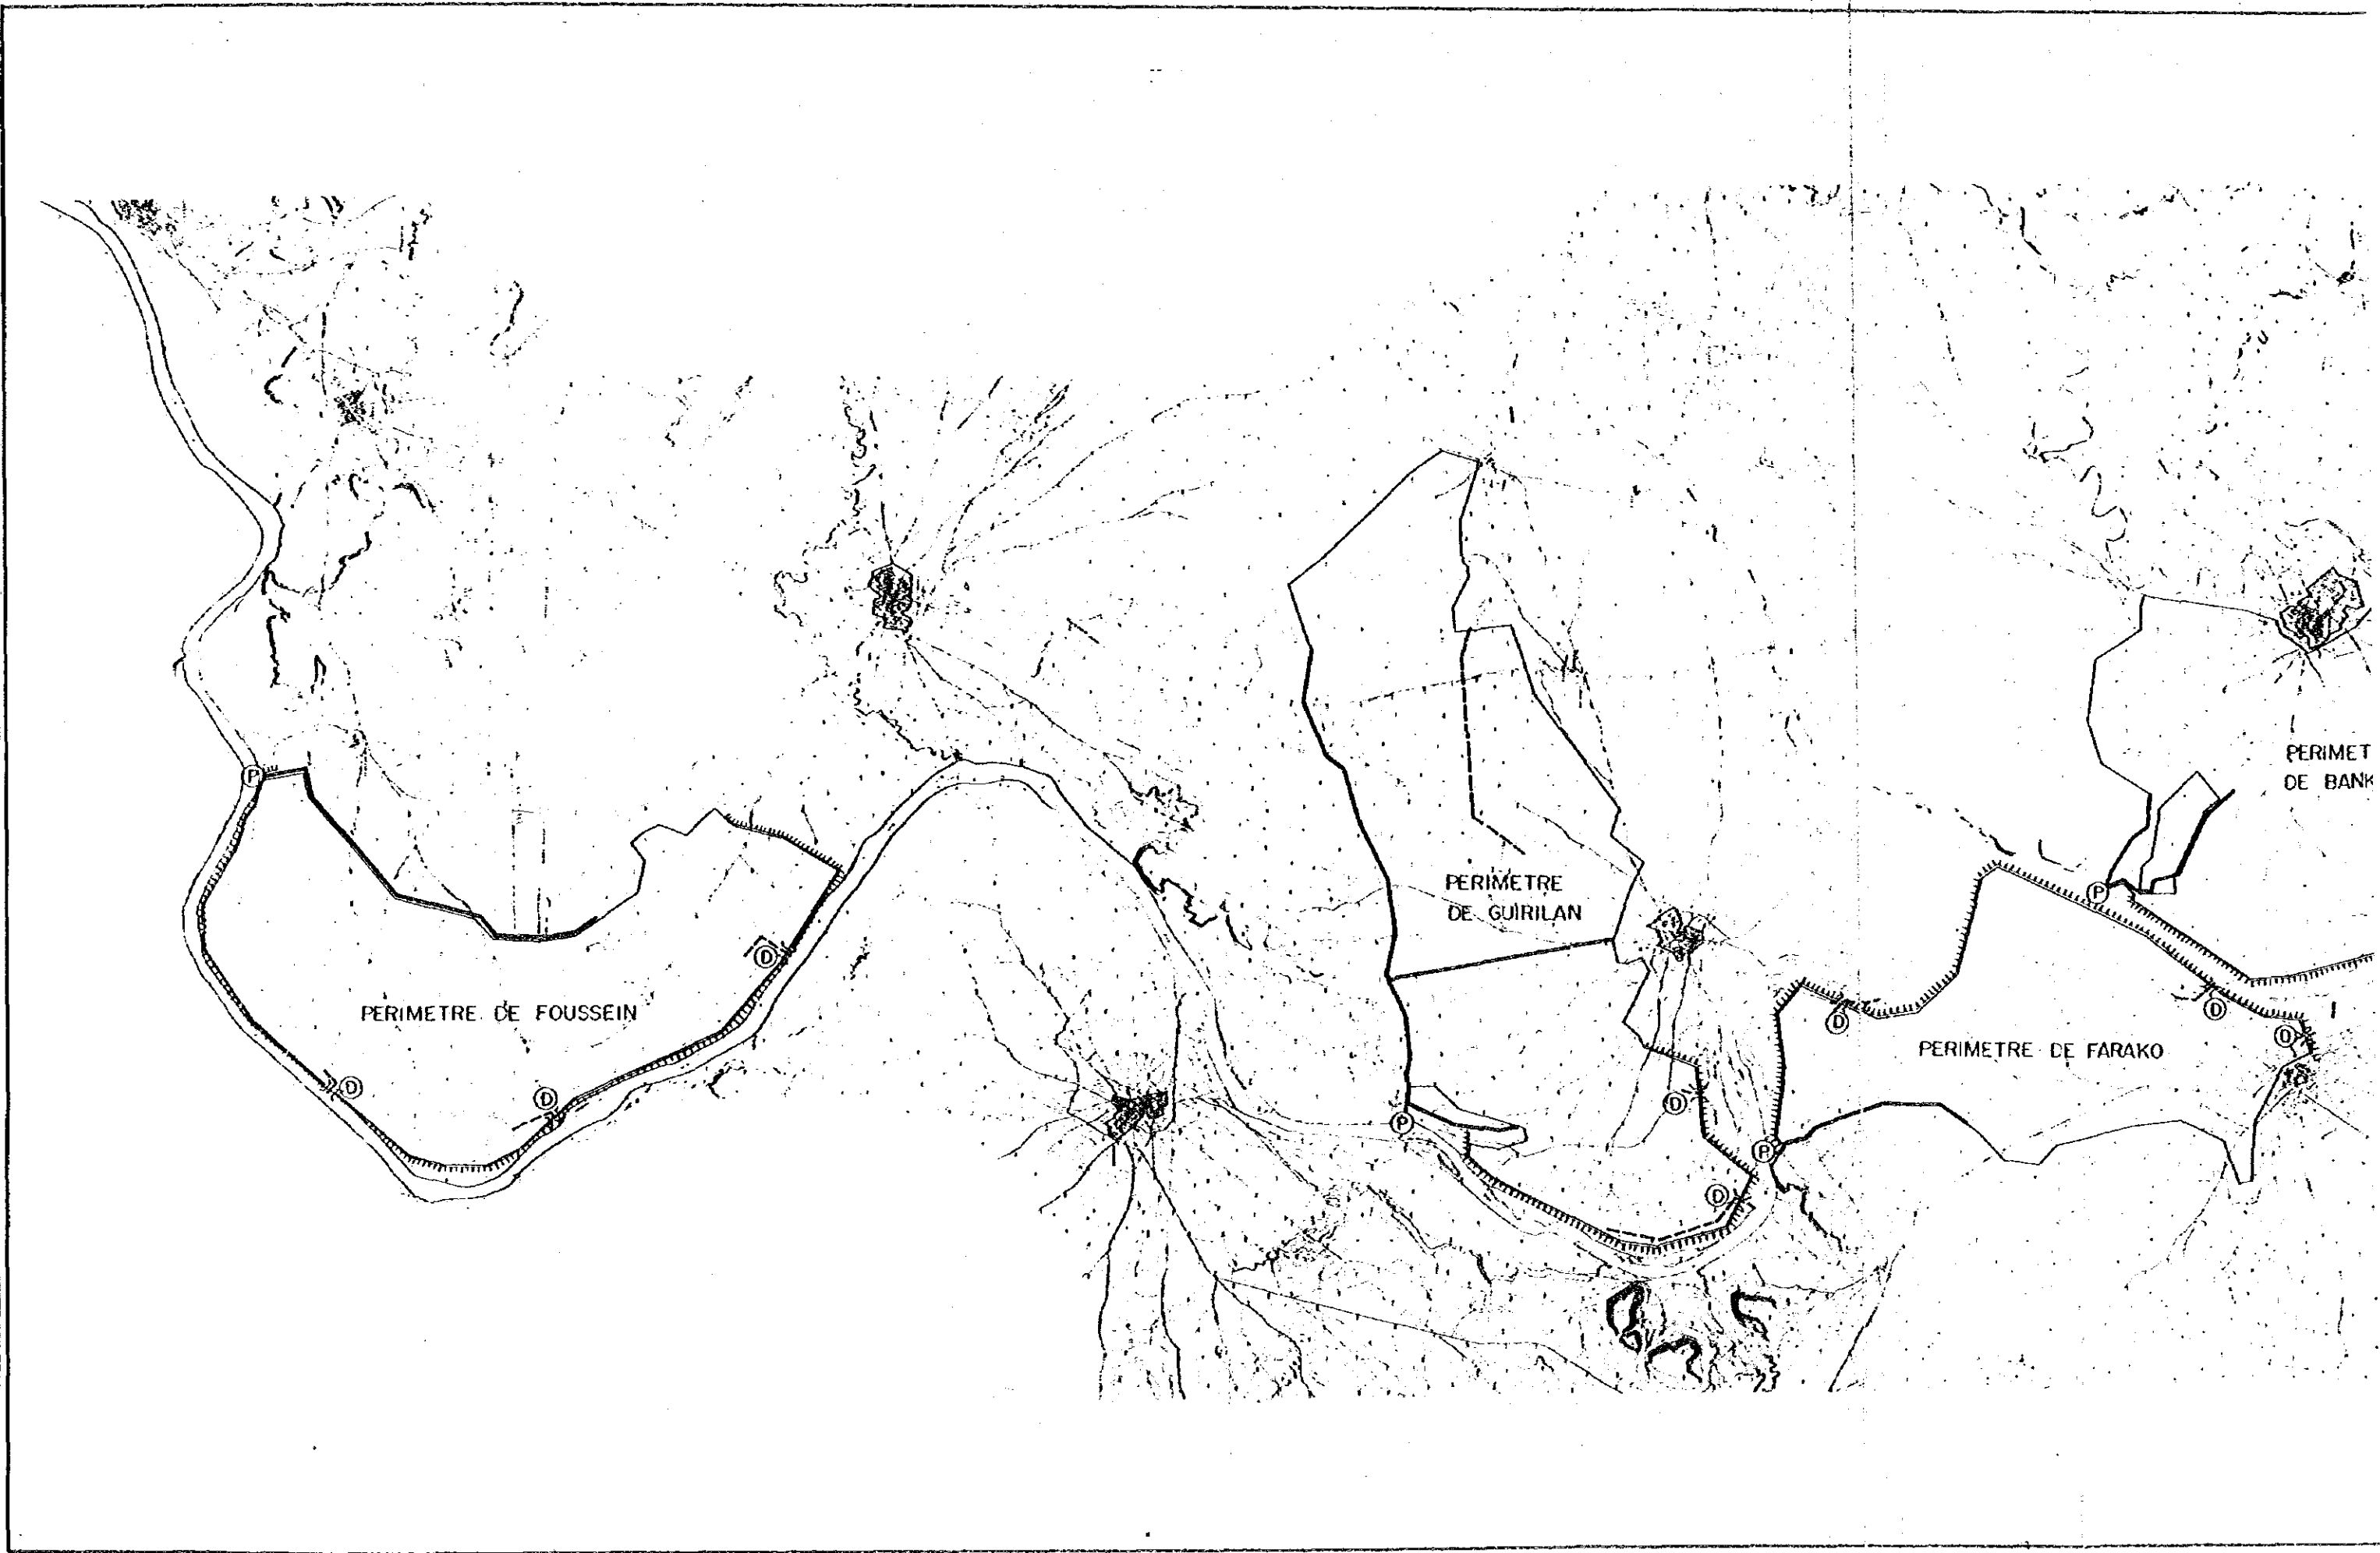 P
PERIMETRE DE FOUSSEIN
D
D
D
PERIMETRE
DE GUIRILAN
P
D
D
P
D
PERIMETRE DE FARAKO
D
D
P
PERIMET
DE BANK